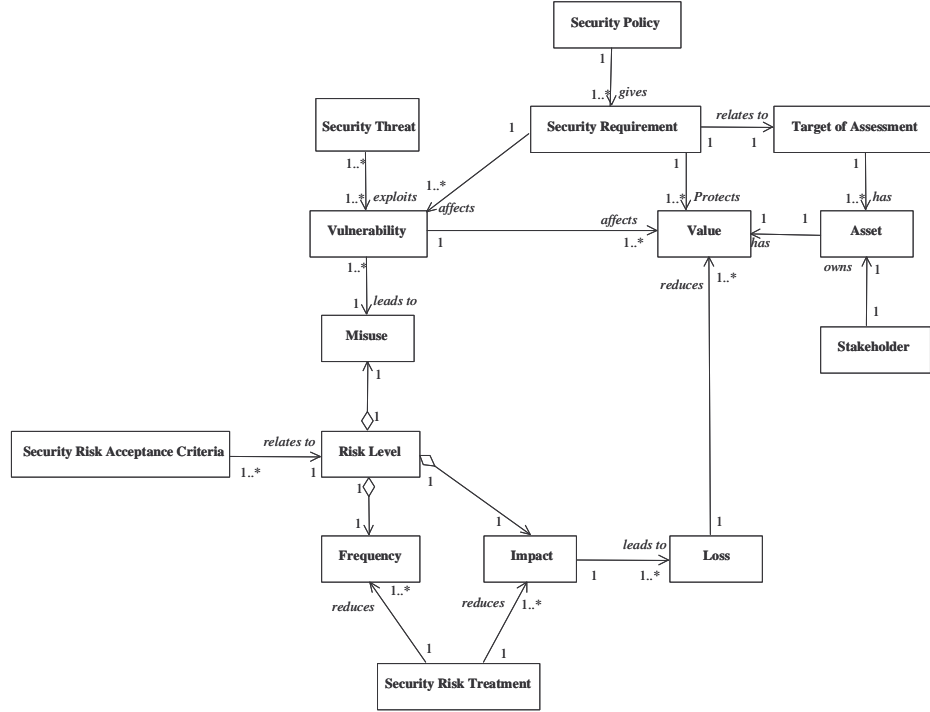 Security Policy
1
1..* gives
Security Threat
1..*
1..* exploits
Security Requirement
1
1..*
affects
1
1..* Protects
relates to
1 1
Target of Assessment
1
1..* has
Vulnerability
1
affects
1..*
Value
1 1
has
Asset
owns 1
1
Stakeholder
1..*
1 leads to
Misuse
1
1
reduces 1..*
Security Risk Acceptance Criteria
relates to
1..* 1
Risk Level
1
1
1
1
Frequency
Impact
leads to
1 1..*
1
Loss
reduces 1..*
reduces 1..*
1 1
Security Risk Treatment